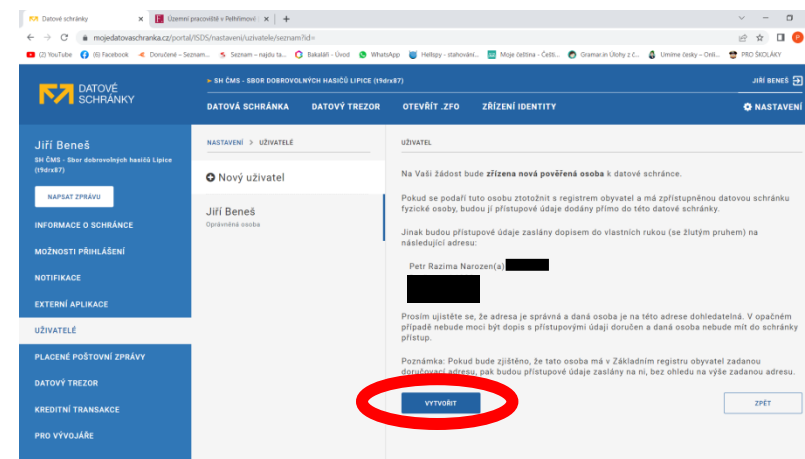 Datové schránky
Územní pracoviště v Pelhřimově
mojedatovaschranka.cz/portal/ISDS/nastaveni/uzivatele/seznam?id=
(2) YouTube (6) Facebook Doručené – Seznam... Seznam – najdu ta... Bakaláři - Úvod WhatsApp Hellspy - stahování... Moje čeština - Češti... Gramar.in Úlohy z č... Umíme česky – Onli... PRO ŠKOLÁKY
DATOVÉ
SCHRÁNKY
SH ČMS - SBOR DOBROVOLNÝCH HASIČŮ LIPICE (t9drx87)
JIŘÍ BENEŠ
DATOVÁ SCHRÁNKA DATOVÝ TREZOR OTEVŘÍT .ZFO ZŘÍZENÍ IDENTITY NASTAVENÍ
Jiří Beneš
SH ČMS - Sbor dobrovolných hasičů Lipice
(t9drx87)
NAPSAT ZPRÁVU
INFORMACE O SCHRÁNCE
MOŽNOSTI PŘIHLÁŠENÍ
NOTIFIKACE
EXTERNÍ APLIKACE
UŽIVATELÉ
PLACENÉ POŠTOVNÍ ZPRÁVY
DATOVÝ TREZOR
KREDITNÍ TRANSAKCE
PRO VÝVOJÁŘE
NASTAVENÍ > UŽIVATELÉ
Nový uživatel
Jiří Beneš
Oprávněná osoba
UŽIVATEL
Na Vaši žádost bude zřízena nová pověřená osoba k datové schránce.
Pokud se podaří tuto osobu ztotožnit s registrem obyvatel a má zpřístupněnou datovou schránku
fyzické osoby, budou jí přístupové údaje dodány přímo do této datové schránky.
Jinak budou přístupové údaje zaslány dopisem do vlastních rukou (se žlutým pruhem) na
následující adresu:
Petr Razima Narozen(a)
Prosím ujistěte se, že adresa je správná a daná osoba je na této adrese dohledatelná. V opačném
případě nebude moci být dopis s přístupovými údaji doručen a daná osoba nebude mít do schránky
přístup.
Poznámka: Pokud bude zjištěno, že tato osoba má v Základním registru obyvatel zadanou
doručovací adresu, pak budou přístupové údaje zaslány na ni, bez ohledu na výše zadanou adresu.
VYTVOŘIT
ZPĚT